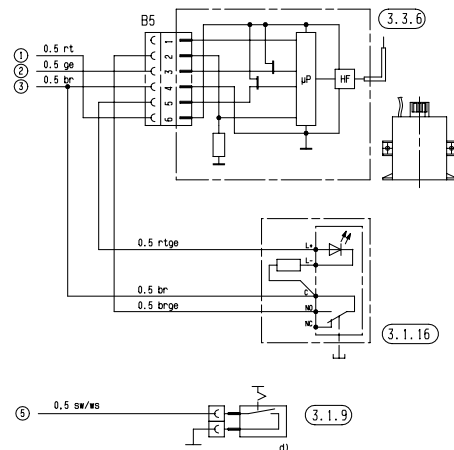 B5
3.3.6
1 0.5 rt
2 0.5 ge
3 0.5 br
1
2
3
4
5
6
µP
HF
0.5 rtge
L+
L-
0.5 br
C
0.5 brge
NO
NC
3.1.16
5 0.5 sw/ws
3.1.9
d)